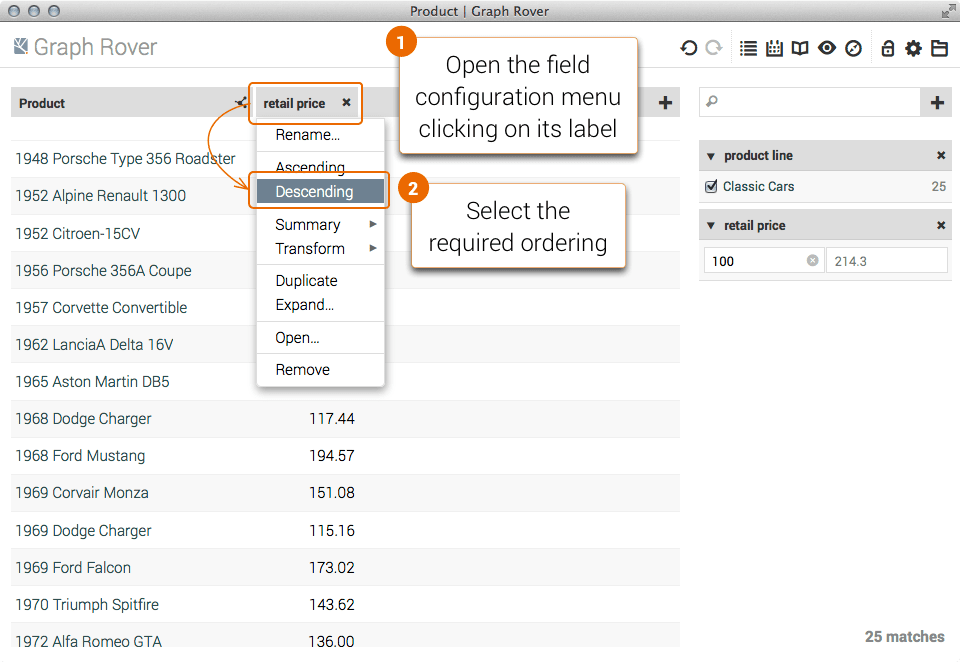 Product | Graph Rover
Graph Rover
1
Open the field
configuration menu
clicking on its label
Product
retail price
Rename...
Ascending
Descending
Summary
Transform
Duplicate
Expand...
Open...
Remove
2
Select the
required ordering
1948 Porsche Type 356 Roadster
1952 Alpine Renault 1300
1952 Citroen-15CV
1956 Porsche 356A Coupe
1957 Corvette Convertible
1962 LanciaA Delta 16V
1965 Aston Martin DB5
1968 Dodge Charger 117.44
1968 Ford Mustang 194.57
1969 Corvair Monza 151.08
1969 Dodge Charger 115.16
1969 Ford Falcon 173.02
1970 Triumph Spitfire 143.62
1972 Alfa Romeo GTA 136.00
product line
Classic Cars 25
retail price
100 214.3
25 matches